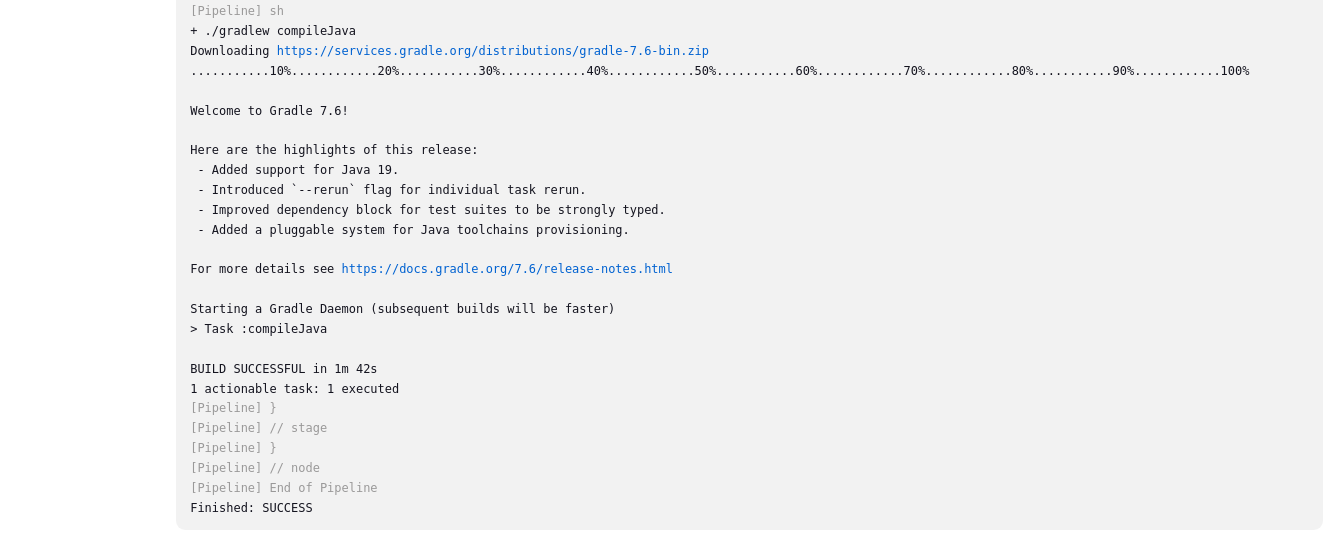 [Pipeline] sh
+ ./gradlew compileJava
Downloading https://services.gradle.org/distributions/gradle-7.6-bin.zip
...........10%............20%...........30%............40%............50%...........60%............70%............80%...........90%............100%
Welcome to Gradle 7.6!
Here are the highlights of this release:
 - Added support for Java 19.
 - Introduced `--rerun` flag for individual task rerun.
 - Improved dependency block for test suites to be strongly typed.
 - Added a pluggable system for Java toolchains provisioning.
For more details see https://docs.gradle.org/7.6/release-notes.html
Starting a Gradle Daemon (subsequent builds will be faster)
> Task :compileJava
BUILD SUCCESSFUL in 1m 42s
1 actionable task: 1 executed
[Pipeline] }
[Pipeline] // stage
[Pipeline] }
[Pipeline] // node
[Pipeline] End of Pipeline
Finished: SUCCESS